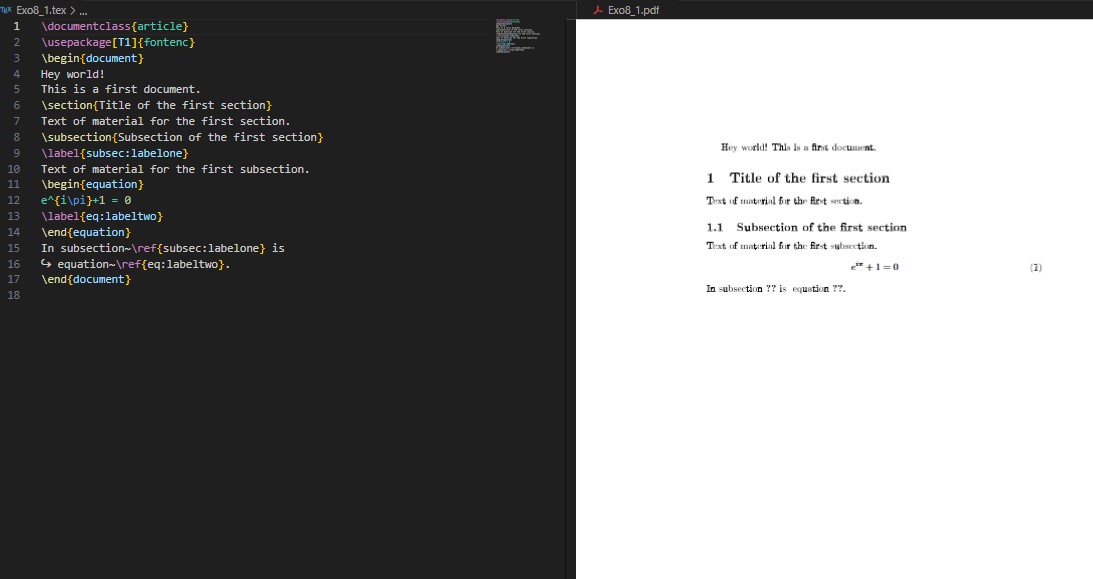 Exo8_1.tex > ...
1 \documentclass{article}
2 \usepackage[T1]{fontenc}
3 \begin{document}
4 Hey world!
5 This is a first document.
6 \section{Title of the first section}
7 Text of material for the first section.
8 \subsection{Subsection of the first section}
9 \label{subsec:labelone}
10 Text of material for the first subsection.
11 \begin{equation}
12 e^{i\pi}+1 = 0
13 \label{eq:labeltwo}
14 \end{equation}
15 In subsection~\ref{subsec:labelone} is
16 ↪ equation~\ref{eq:labeltwo}.
17 \end{document}
18
Exo8_1.pdf
Hey world! This is a first document.
1 Title of the first section
Text of material for the first section.
1.1 Subsection of the first section
Text of material for the first subsection.
e^{iπ} + 1 = 0 (1)
In subsection ?? is equation ??.